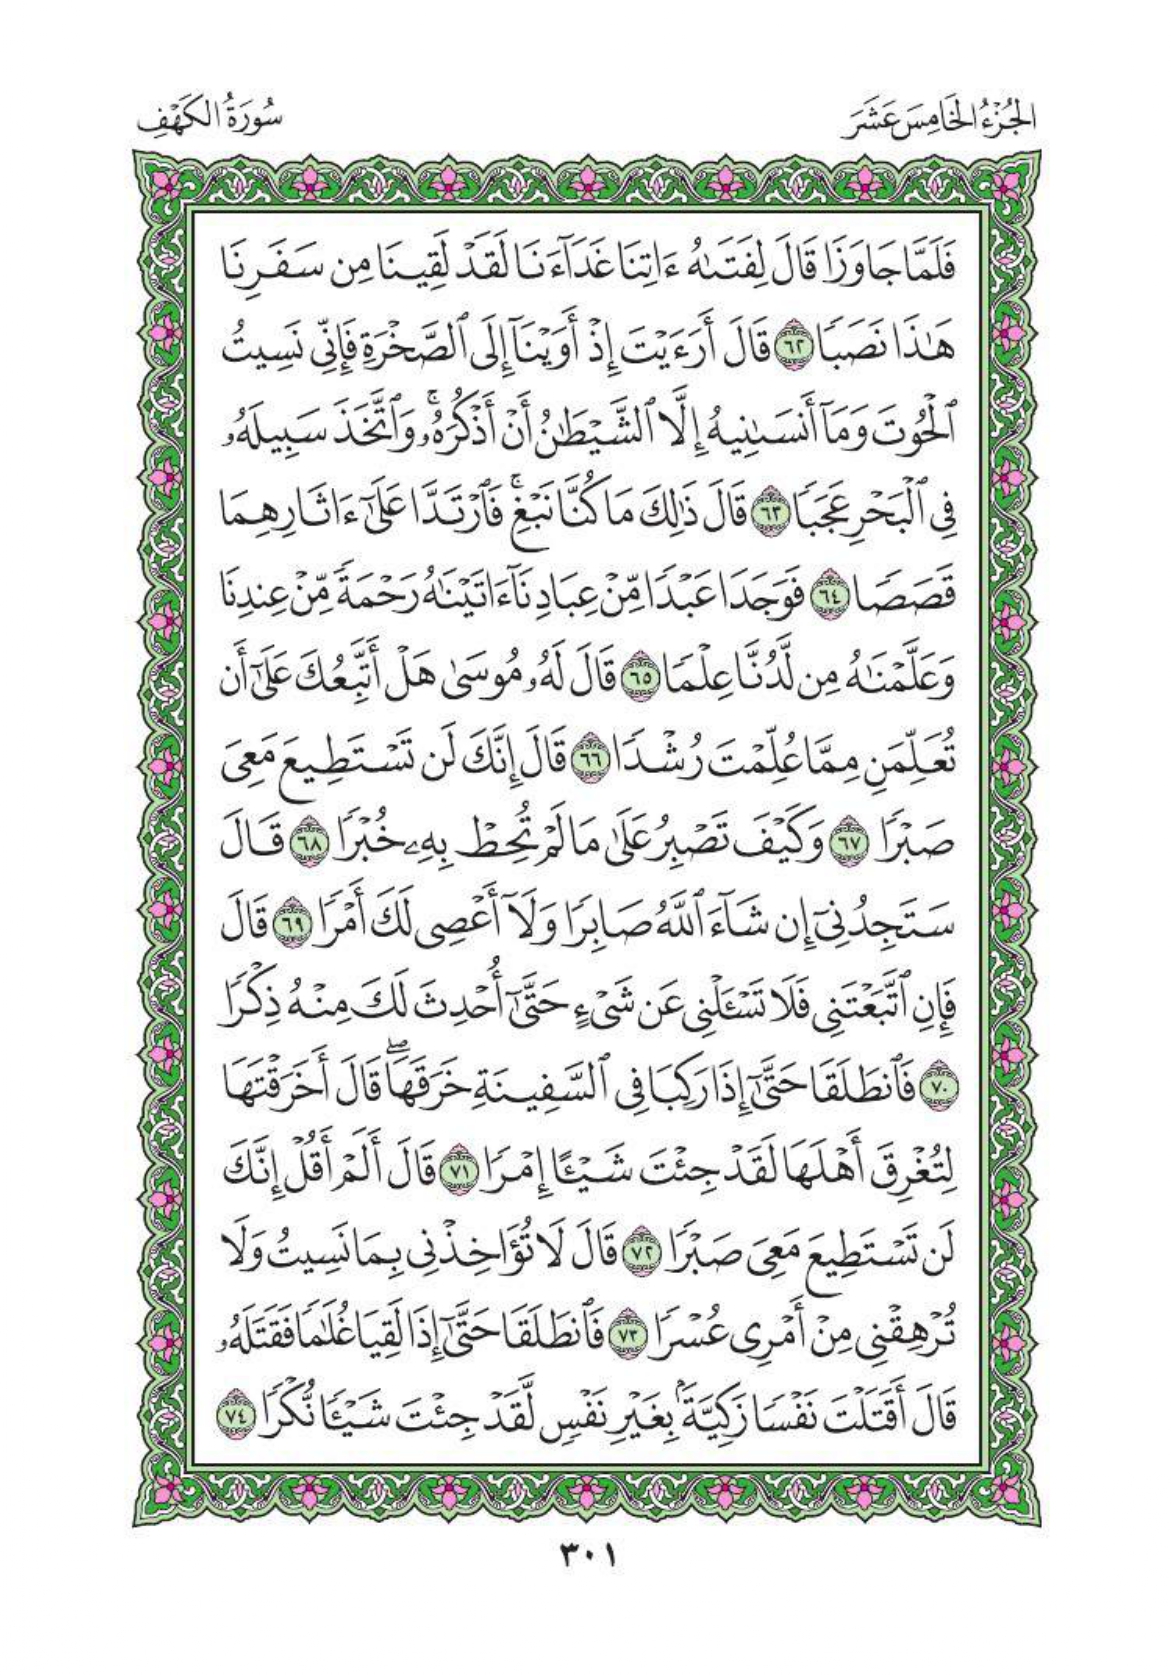 الجُزْءُ الخَامِسَ عَشَرَ
سُورَةُ الكَهْفِ
فَلَمَّا جَاوَزَا قَالَ لِفَتَىٰهُ ءَاتِنَا غَدَآءَنَا لَقَدْ لَقِينَا مِن سَفَرِنَا
هَٰذَا نَصَبٗا ٦٢ قَالَ أَرَءَيْتَ إِذْ أَوَيْنَآ إِلَى ٱلصَّخْرَةِ فَإِنِّي نَسِيتُ
ٱلْحُوتَ وَمَآ أَنسَىٰنِيهُ إِلَّا ٱلشَّيْطَٰنُ أَنْ أَذْكُرَهُۥۚ وَٱتَّخَذَ سَبِيلَهُۥ
فِي ٱلْبَحْرِ عَجَبٗا ٦٣ قَالَ ذَٰلِكَ مَا كُنَّا نَبْغِۚ فَٱرْتَدَّا عَلَىٰٓ ءَاثَارِهِمَا
قَصَصٗا ٦٤ فَوَجَدَا عَبْدٗا مِّنْ عِبَادِنَآ ءَاتَيْنَٰهُ رَحْمَةٗ مِّنْ عِندِنَا
وَعَلَّمْنَٰهُ مِن لَّدُنَّا عِلْمٗا ٦٥ قَالَ لَهُۥ مُوسَىٰ هَلْ أَتَّبِعُكَ عَلَىٰٓ أَن
تُعَلِّمَنِ مِمَّا عُلِّمْتَ رُشْدٗا ٦٦ قَالَ إِنَّكَ لَن تَسْتَطِيعَ مَعِيَ
صَبْرٗا ٦٧ وَكَيْفَ تَصْبِرُ عَلَىٰ مَا لَمْ تُحِطْ بِهِۦ خُبْرٗا ٦٨ قَالَ
سَتَجِدُنِيٓ إِن شَآءَ ٱللَّهُ صَابِرٗا وَلَآ أَعْصِي لَكَ أَمْرٗا ٦٩ قَالَ
فَإِنِ ٱتَّبَعْتَنِي فَلَا تَسْـَٔلْنِي عَن شَيْءٍ حَتَّىٰٓ أُحْدِثَ لَكَ مِنْهُ ذِكْرٗا
٧٠ فَٱنطَلَقَا حَتَّىٰٓ إِذَا رَكِبَا فِي ٱلسَّفِينَةِ خَرَقَهَاۖ قَالَ أَخَرَقْتَهَا
لِتُغْرِقَ أَهْلَهَا لَقَدْ جِئْتَ شَيْـًٔا إِمْرٗا ٧١ قَالَ أَلَمْ أَقُلْ إِنَّكَ
لَن تَسْتَطِيعَ مَعِيَ صَبْرٗا ٧٢ قَالَ لَا تُؤَاخِذْنِي بِمَا نَسِيتُ وَلَا
تُرْهِقْنِي مِنْ أَمْرِي عُسْرٗا ٧٣ فَٱنطَلَقَا حَتَّىٰٓ إِذَا لَقِيَا غُلَٰمٗا فَقَتَلَهُۥ
قَالَ أَقَتَلْتَ نَفْسٗا زَكِيَّةَۢ بِغَيْرِ نَفْسٖ لَّقَدْ جِئْتَ شَيْـٔٗا نُّكْرٗا ٧٤
٣٠١